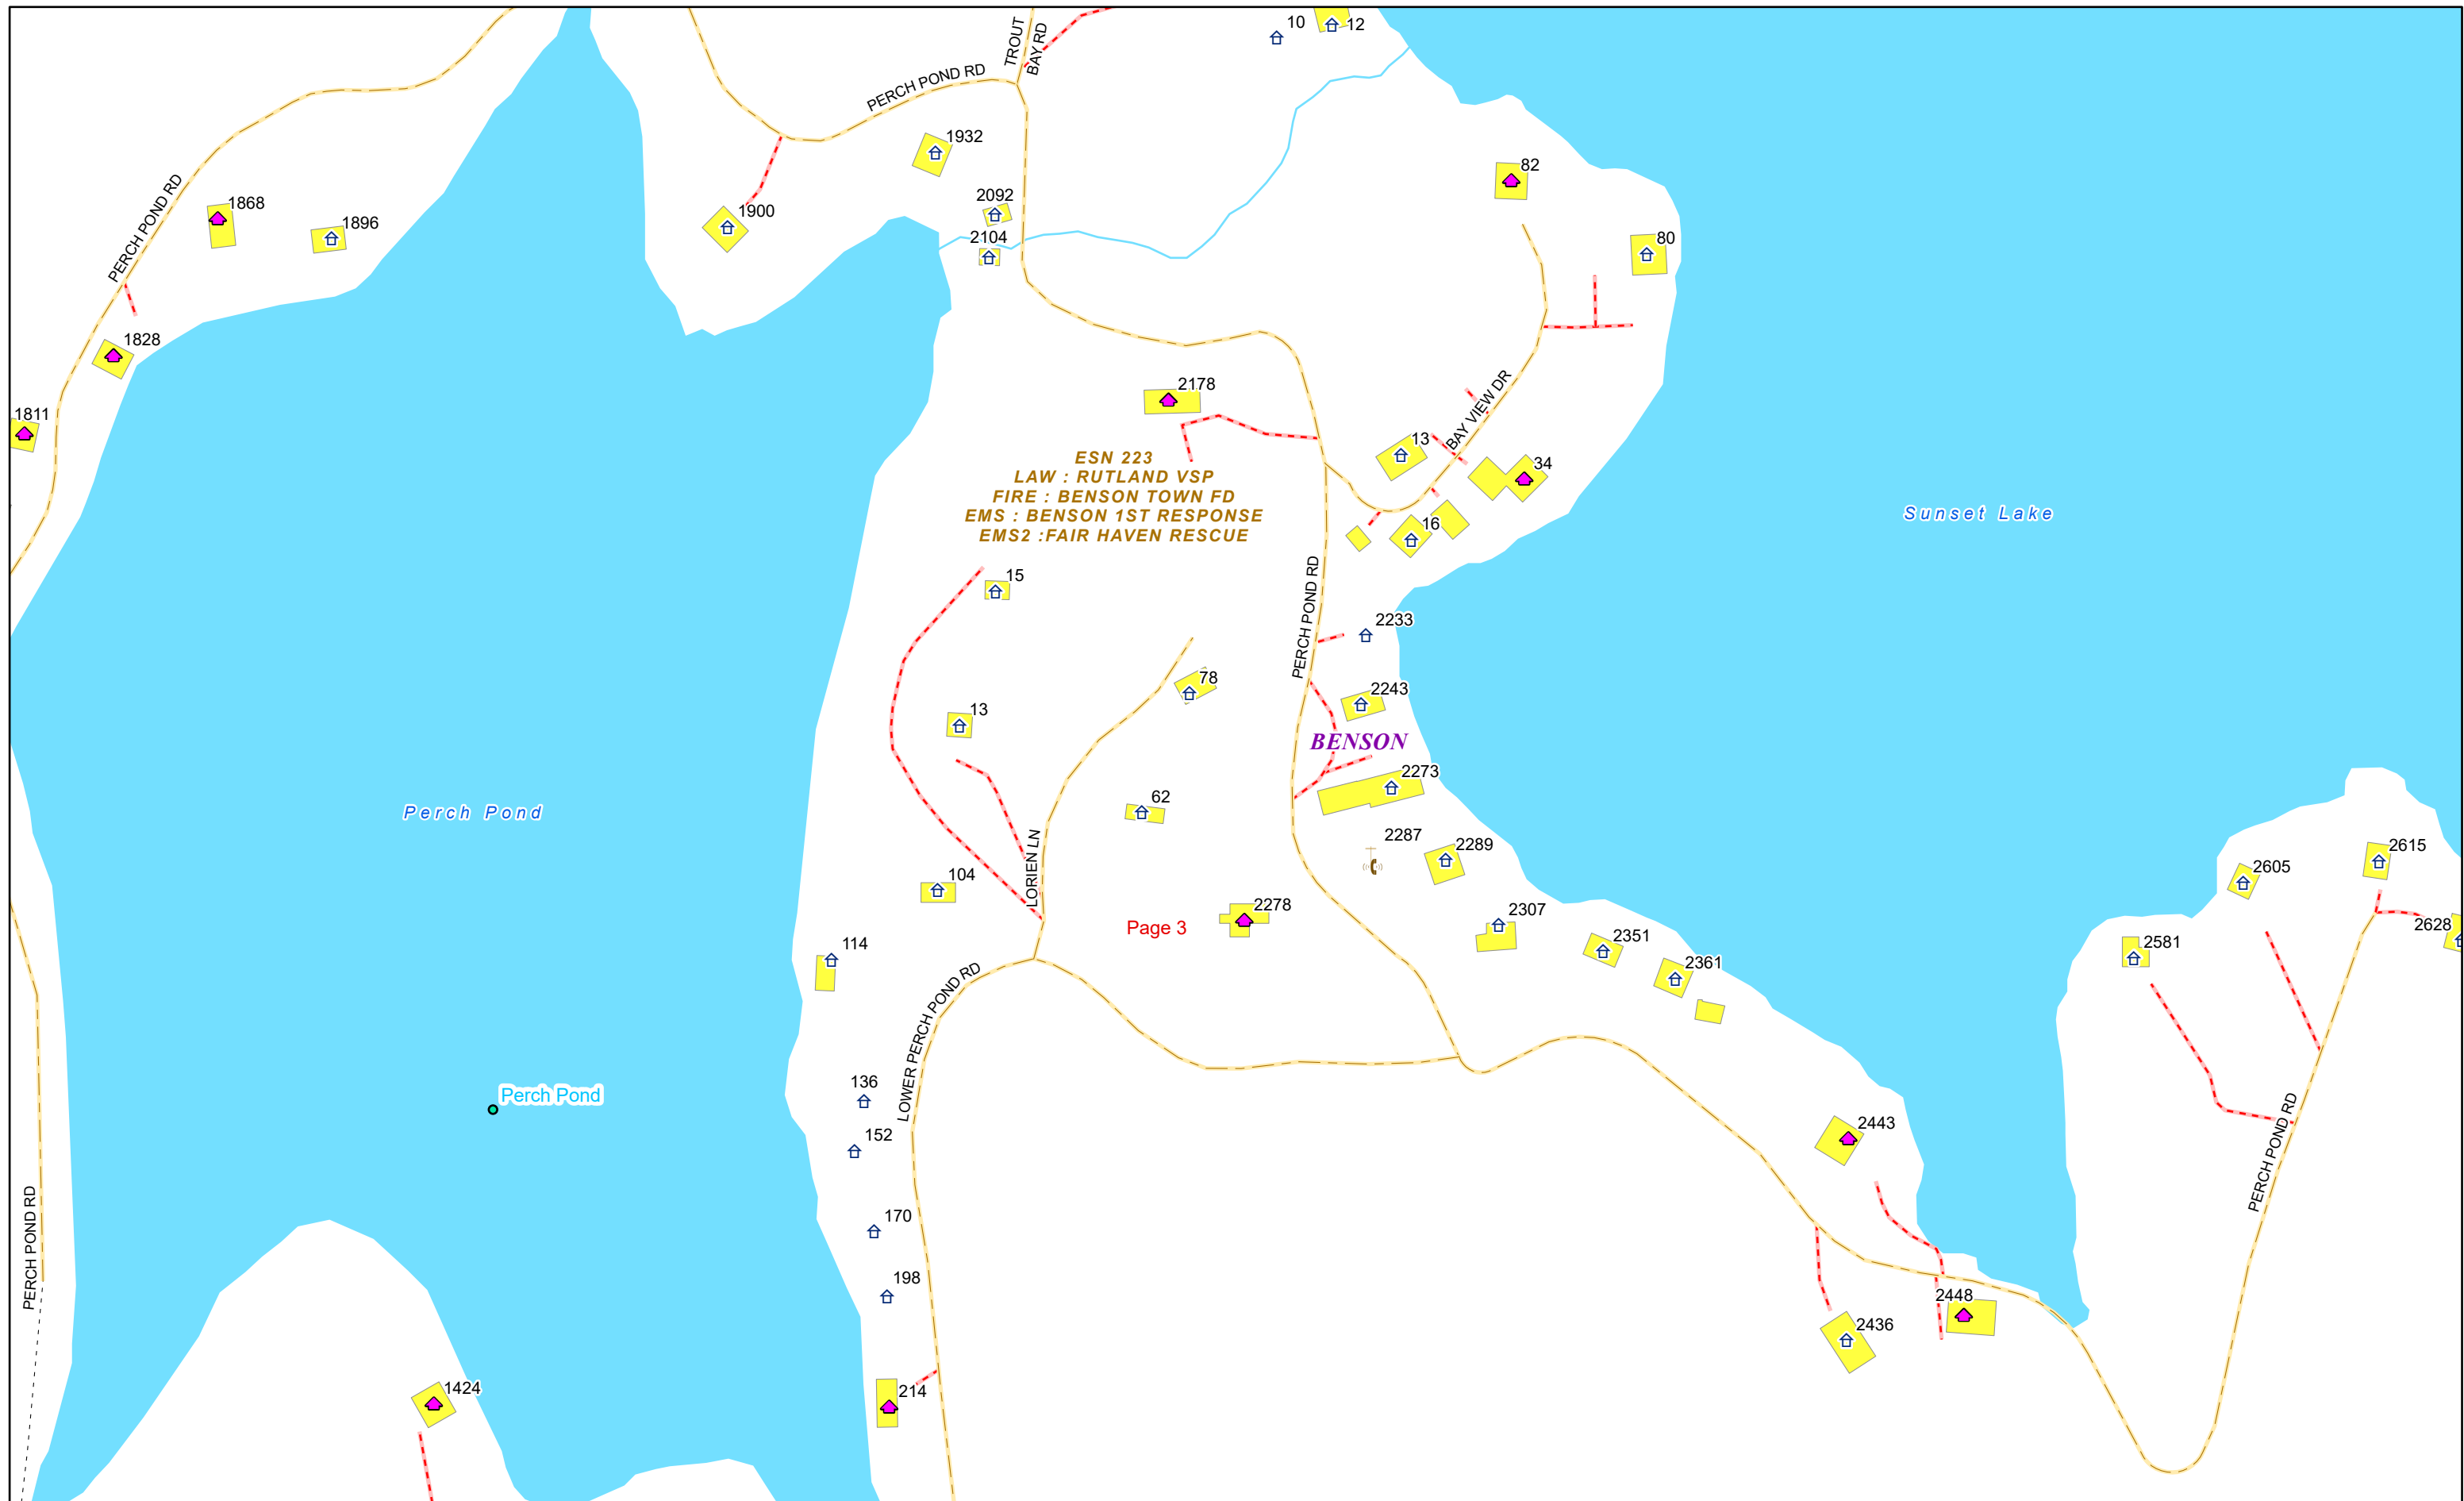 10
12
TROUT
BAY RD
PERCH POND RD
1932
82
1868
1896
PERCH POND RD
1900
2092
2104
80
1828
1811
2178
BAY VIEW DR
13
34
16
ESN 223
LAW : RUTLAND VSP
FIRE : BENSON TOWN FD
EMS : BENSON 1ST RESPONSE
EMS2 :FAIR HAVEN RESCUE
Sunset Lake
15
PERCH POND RD
2233
78
2243
13
BENSON
2273
62
Perch Pond
2287
2289
LORIEN LN
104
2278
Page 3
2307
2351
2361
2605
2615
2628
2581
114
LOWER PERCH POND RD
136
Perch Pond
152
2443
PERCH POND RD
170
198
PERCH POND RD
2448
2436
1424
214